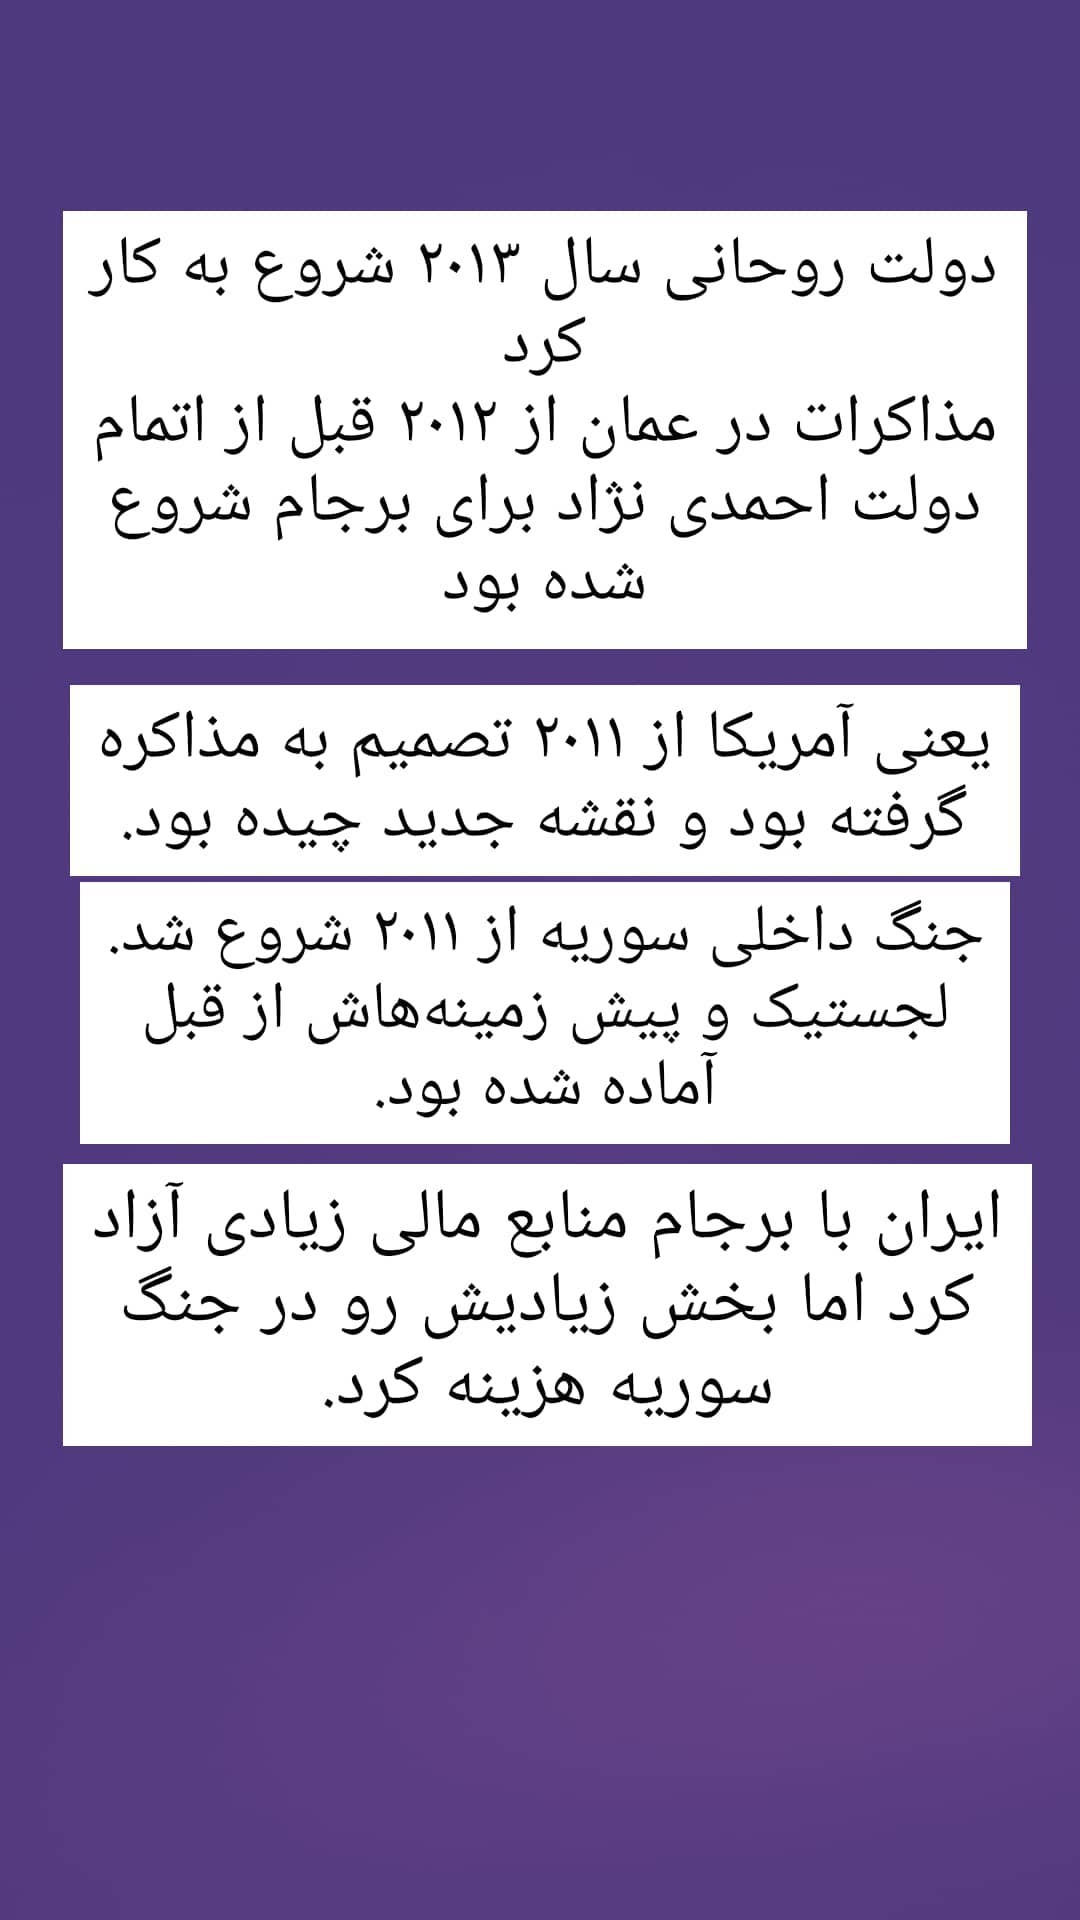 دولت روحانی سال ۲۰۱۳ شروع به کار
کرد
مذاکرات در عمان از ۲۰۱۲ قبل از اتمام
دولت احمدی نژاد برای برجام شروع
شده بود
یعنی آمریکا از ۲۰۱۱ تصمیم به مذاکره
گرفته بود و نقشه جدید چیده بود.
جنگ داخلی سوریه از ۲۰۱۱ شروع شد.
لجستیک و پیش زمینه‌هاش از قبل
آماده شده بود.
ایران با برجام منابع مالی زیادی آزاد
کرد اما بخش زیادیش رو در جنگ
سوریه هزینه کرد.